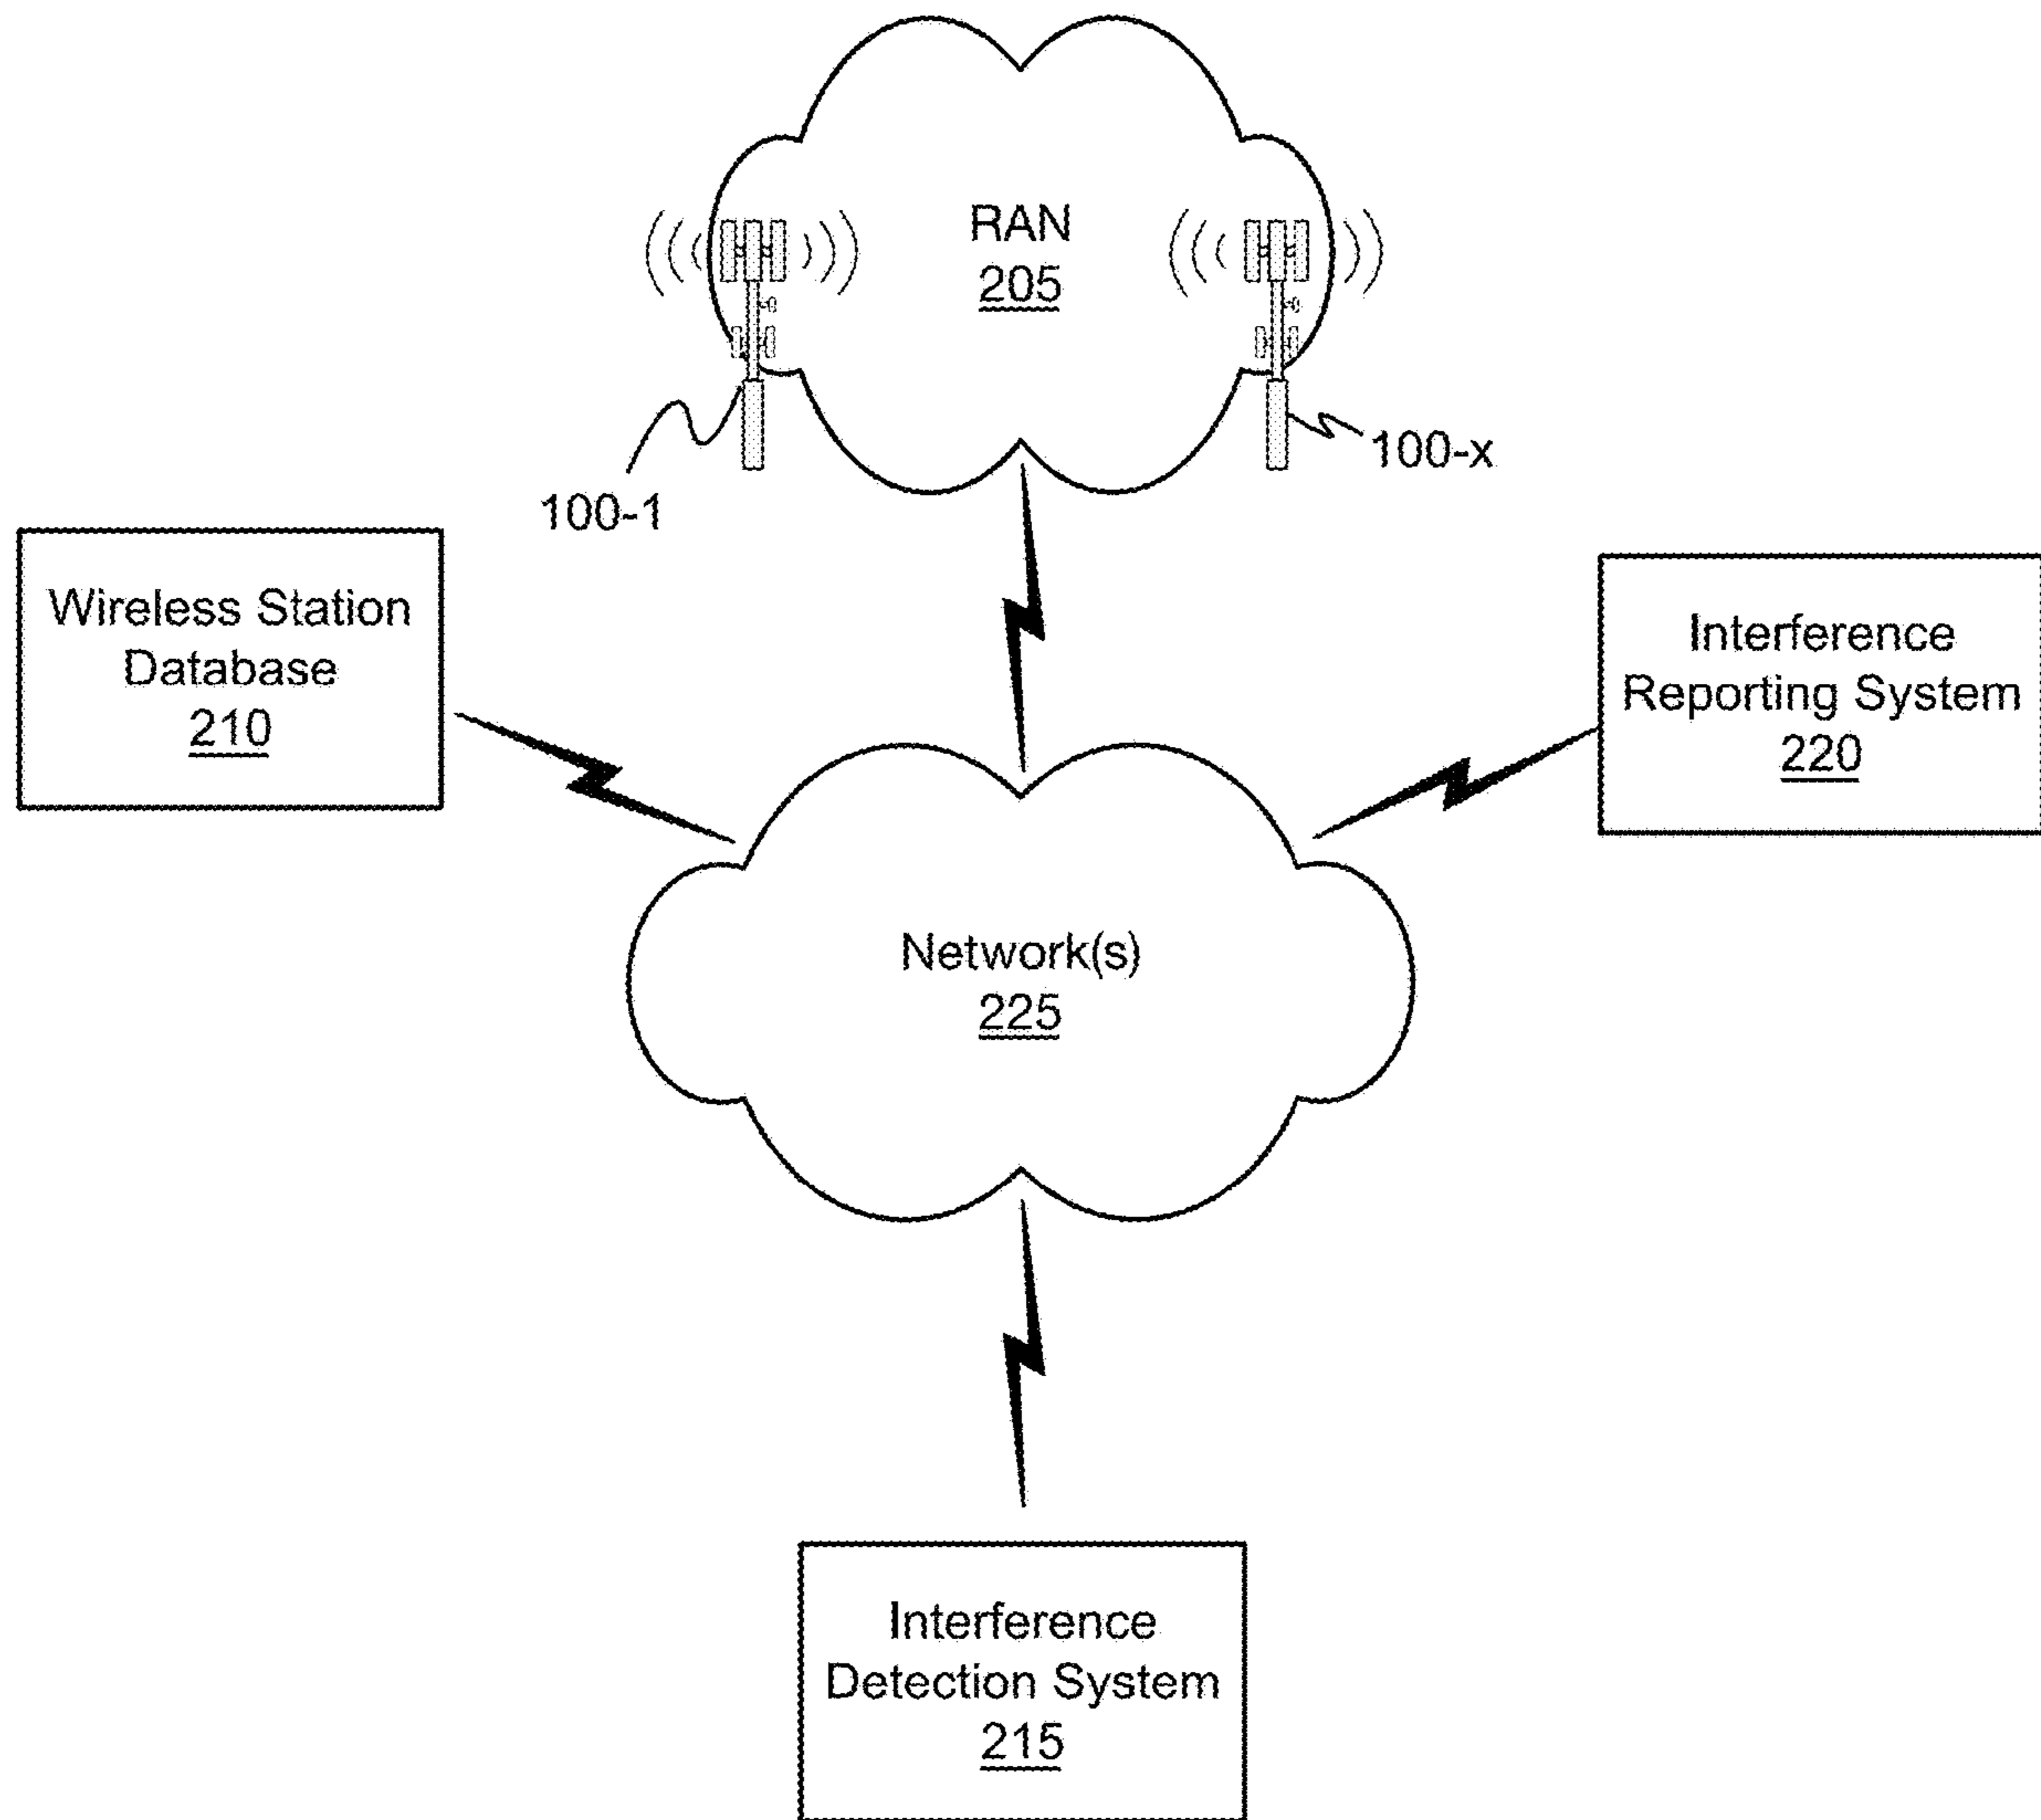 RAN
205
100-1
100-x
Wireless Station
Database
210
Interference
Reporting System
220
Network(s)
225
Interference
Detection System
215